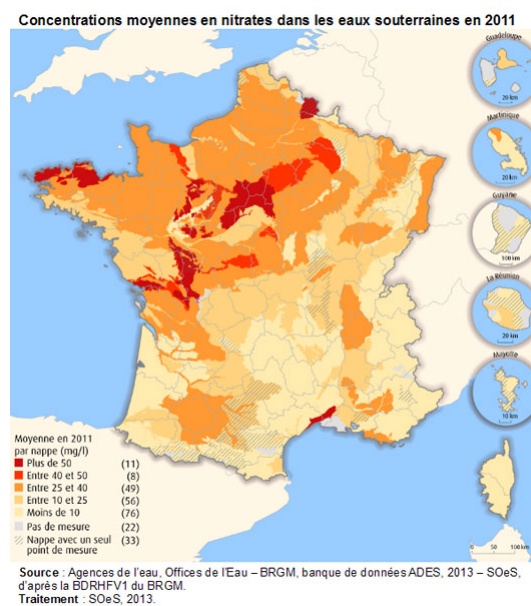 Concentrations moyennes en nitrates dans les eaux souterraines en 2011
Guadeloupe
20 km
Martinique
20 km
Guyane
100 km
La Réunion
20 km
Mayotte
10 km
Moyenne en 2011
par nappe (mg/l)
Plus de 50 (11)
Entre 40 et 50 (8)
Entre 25 et 40 (49)
Entre 10 et 25 (56)
Moins de 10 (76)
Pas de mesure (22)
Nappe avec un seul (33)
point de mesure
0 50 100 km
Source : Agences de l'eau, Offices de l'Eau – BRGM, banque de données ADES, 2013 – SOeS,
d'après la BDRHFV1 du BRGM.
Traitement : SOeS, 2013.